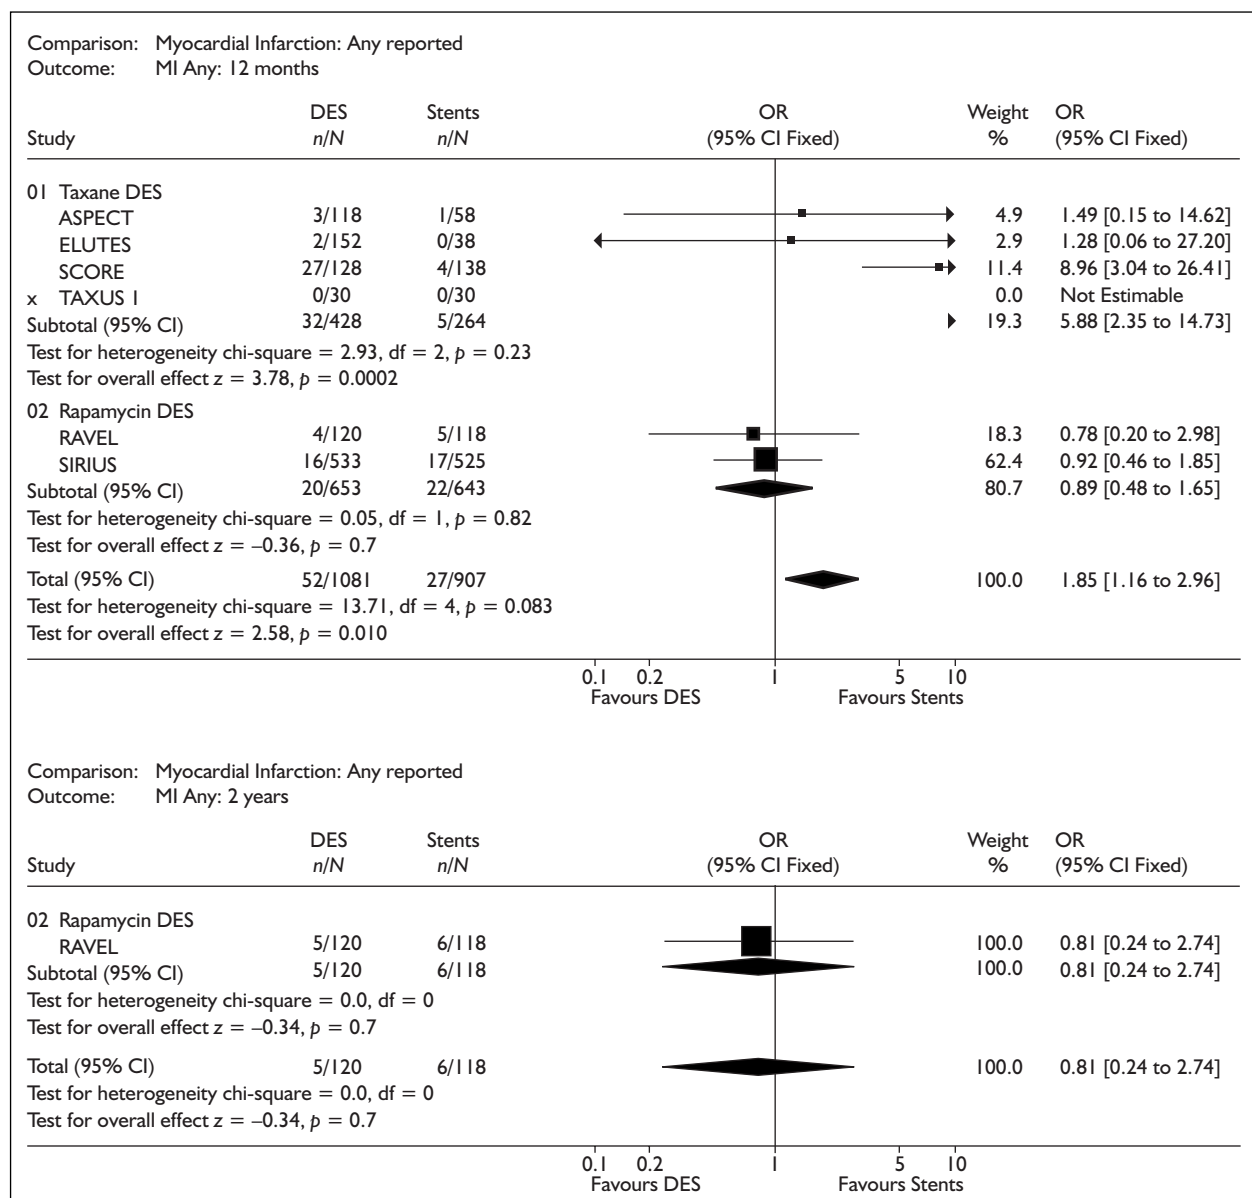 Comparison: Myocardial Infarction: Any reported
Outcome: MI Any: 12 months
DES Stents OR Weight OR
Study n/N n/N (95% CI Fixed) % (95% CI Fixed)
01 Taxane DES
ASPECT 3/118 1/58 4.9 1.49 [0.15 to 14.62]
ELUTES 2/152 0/38 2.9 1.28 [0.06 to 27.20]
SCORE 27/128 4/138 11.4 8.96 [3.04 to 26.41]
x TAXUS I 0/30 0/30 0.0 Not Estimable
Subtotal (95% CI) 32/428 5/264 19.3 5.88 [2.35 to 14.73]
Test for heterogeneity chi-square = 2.93, df = 2, p = 0.23
Test for overall effect z = 3.78, p = 0.0002
02 Rapamycin DES
RAVEL 4/120 5/118 18.3 0.78 [0.20 to 2.98]
SIRIUS 16/533 17/525 62.4 0.92 [0.46 to 1.85]
Subtotal (95% CI) 20/653 22/643 80.7 0.89 [0.48 to 1.65]
Test for heterogeneity chi-square = 0.05, df = 1, p = 0.82
Test for overall effect z = –0.36, p = 0.7
Total (95% CI) 52/1081 27/907 100.0 1.85 [1.16 to 2.96]
Test for heterogeneity chi-square = 13.71, df = 4, p = 0.083
Test for overall effect z = 2.58, p = 0.010
0.1 0.2 1 5 10
Favours DES Favours Stents
Comparison: Myocardial Infarction: Any reported
Outcome: MI Any: 2 years
DES Stents OR Weight OR
Study n/N n/N (95% CI Fixed) % (95% CI Fixed)
02 Rapamycin DES
RAVEL 5/120 6/118 100.0 0.81 [0.24 to 2.74]
Subtotal (95% CI) 5/120 6/118 100.0 0.81 [0.24 to 2.74]
Test for heterogeneity chi-square = 0.0, df = 0
Test for overall effect z = –0.34, p = 0.7
Total (95% CI) 5/120 6/118 100.0 0.81 [0.24 to 2.74]
Test for heterogeneity chi-square = 0.0, df = 0
Test for overall effect z = –0.34, p = 0.7
0.1 0.2 1 5 10
Favours DES Favours Stents